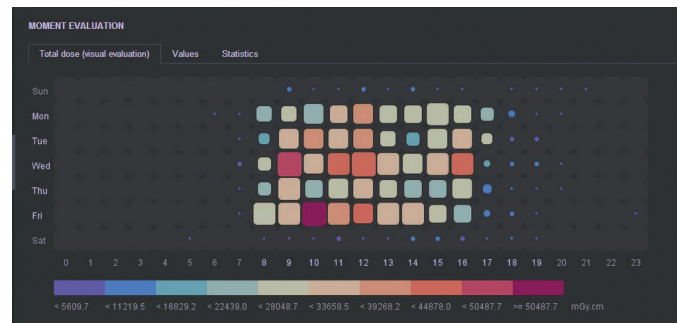 MOMENT EVALUATION
Total dose (visual evaluation) Values Statistics
Sun
Mon
Tue
Wed
Thu
Fri
Sat
0 1 2 3 4 5 6 7 8 9 10 11 12 13 14 15 16 17 18 19 20 21 22 23
< 5609.7 < 11219.5 < 16829.2 < 22439.0 < 28048.7 < 33658.5 < 39268.2 < 44878.0 < 50487.7 >= 50487.7 mGy.cm